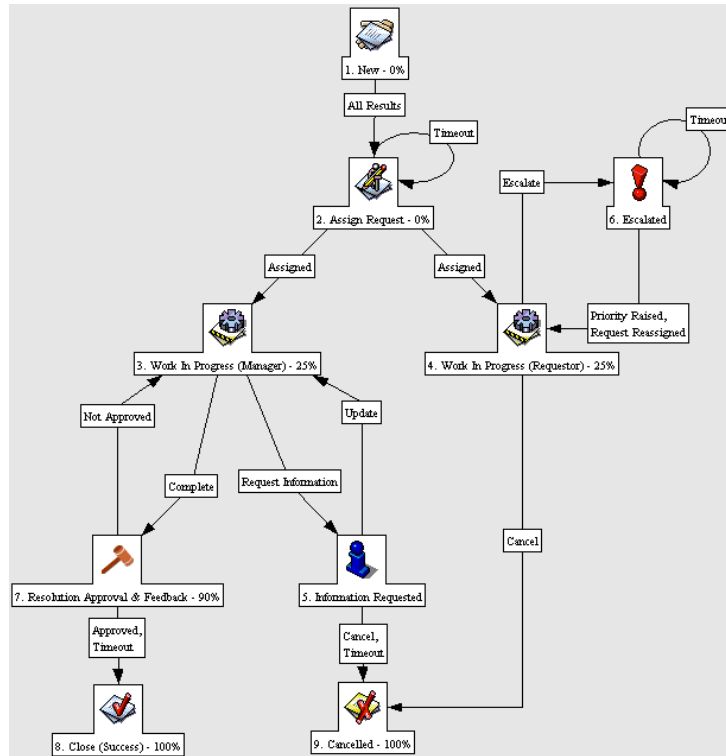 1. New - 0%
All Results
Timeout
Timeout
2. Assign Request - 0%
Escalate
6. Escalated
Assigned
Assigned
Priority Raised,
Request Reassigned
3. Work In Progress (Manager) - 25%
4. Work In Progress (Requestor) - 25%
Not Approved
Update
Complete
Request Information
Cancel
7. Resolution Approval & Feedback - 90%
5. Information Requested
Approved,
Timeout
Cancel,
Timeout
8. Close (Success) - 100%
9. Cancelled - 100%